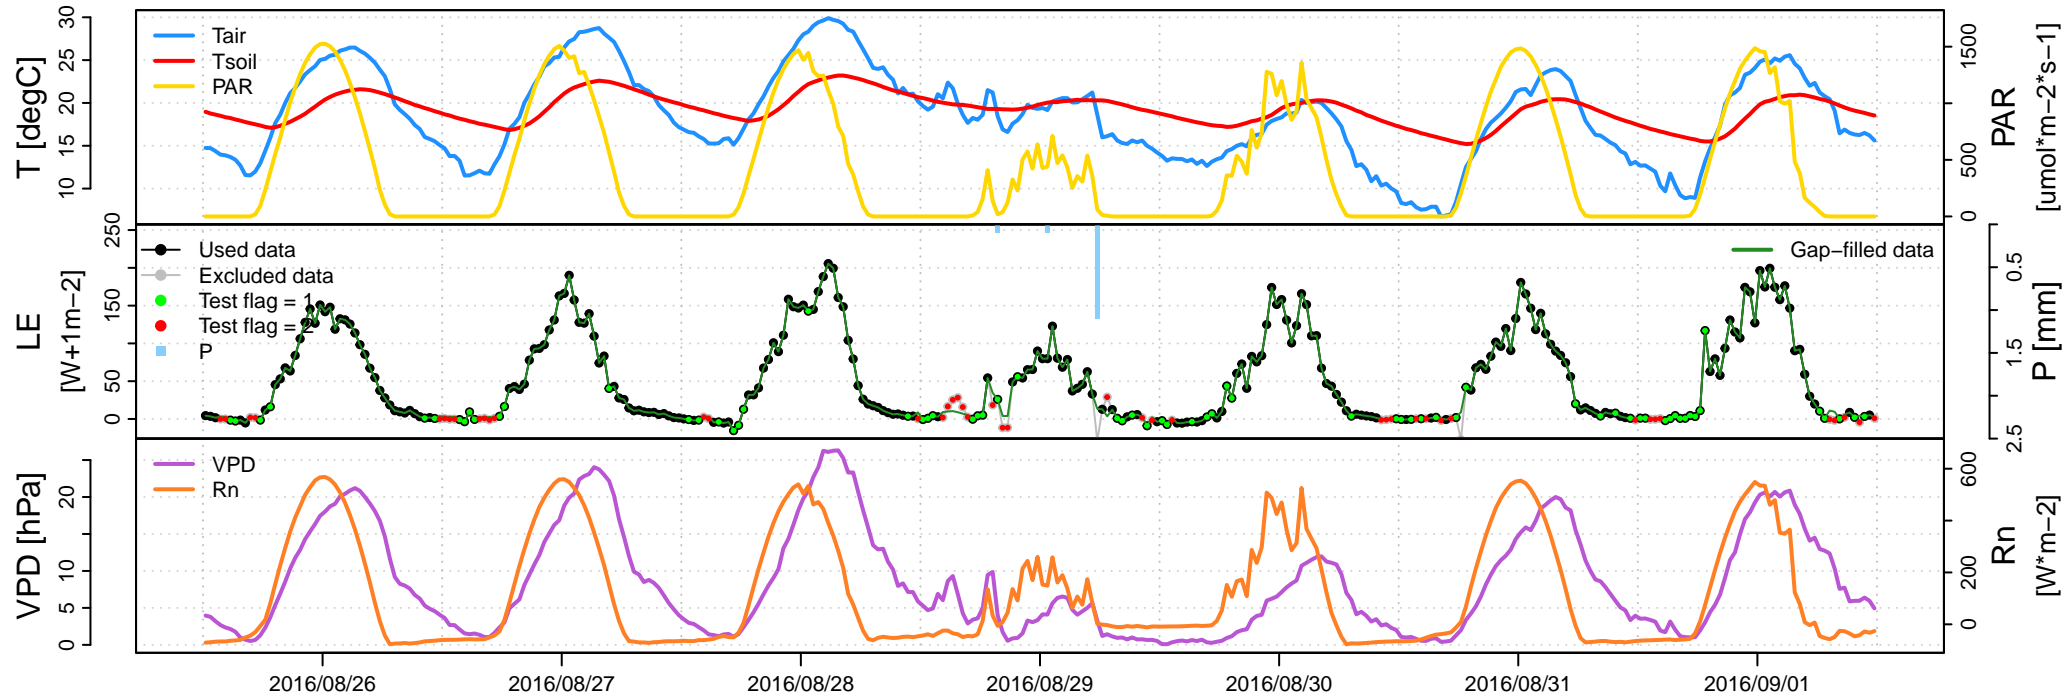 T [degC]
30
25
20
15
10
Tair
Tsoil
PAR
1500
500
0
PAR
[umol*m−2*s−1]
LE
[W+1m−2]
250
150
50
0
Used data
Excluded data
Test flag = 1
Test flag = 2
P
Gap−filled data
0.5
1.5
2.5
P [mm]
VPD [hPa]
20
10
5
0
VPD
Rn
600
200
0
Rn
[W*m−2]
2016/08/26
2016/08/27
2016/08/28
2016/08/29
2016/08/30
2016/08/31
2016/09/01